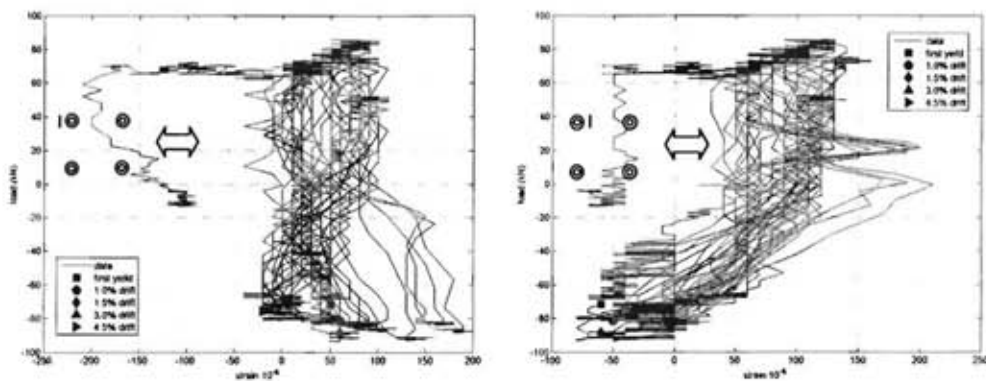 100
80
60
40
20
0
-20
-40
-60
-80
-100
load (kN)
data
first yield
1.0% drift
1.5% drift
3.0% drift
4.5% drift
-250 -200 -150 -100 -50 0 50 100 150 200
strain 10⁻⁶
100
80
60
40
20
0
-20
-40
-60
-80
-100
load (kN)
data
first yield
1.0% drift
1.5% drift
3.0% drift
4.5% drift
-100 -50 0 50 100 150 200 250
strain 10⁻⁶